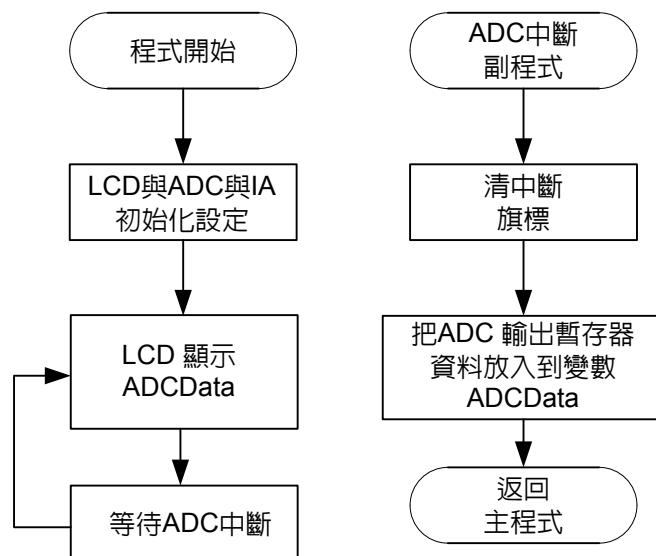 程式開始
LCD與ADC與IA
初始化設定
LCD 顯示
ADCData
等待ADC中斷
ADC中斷
副程式
清中斷
旗標
把ADC 輸出暫存器
資料放入到變數
ADCData
返回
主程式